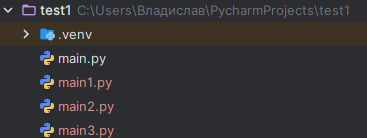 test1 C:\Users\Владислав\PycharmProjects\test1
.venv
main.py
main1.py
main2.py
main3.py